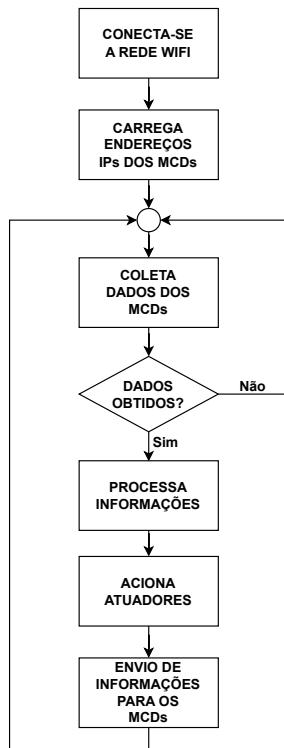 CONECTA-SE
A REDE WIFI
CARREGA
ENDEREÇOS
IPs DOS MCDs
COLETA
DADOS DOS
MCDs
DADOS
OBTIDOS?
Não
Sim
PROCESSA
INFORMAÇÕES
ACIONA
ATUADORES
ENVIO DE
INFORMAÇÕES
PARA OS
MCDs